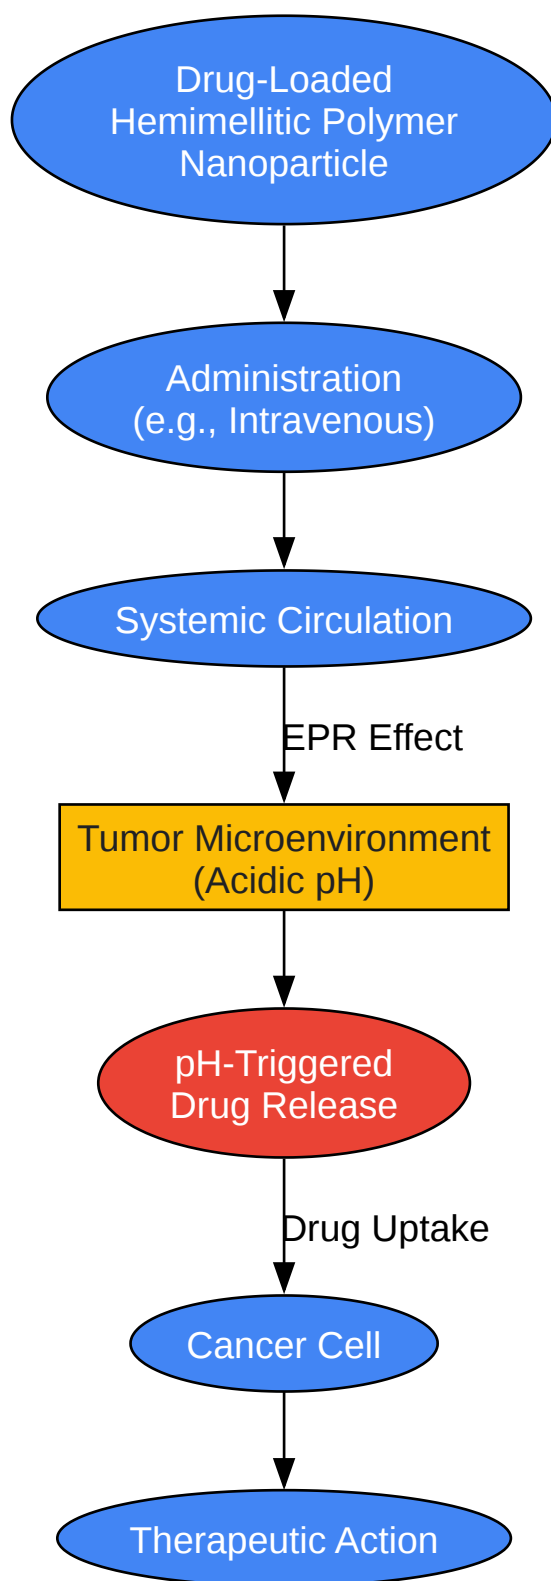 Drug-Loaded
Hemimellitic Polymer
Nanoparticle
Administration
(e.g., Intravenous)
Systemic Circulation
EPR Effect
Tumor Microenvironment
(Acidic pH)
pH-Triggered
Drug Release
Drug Uptake
Cancer Cell
Therapeutic Action